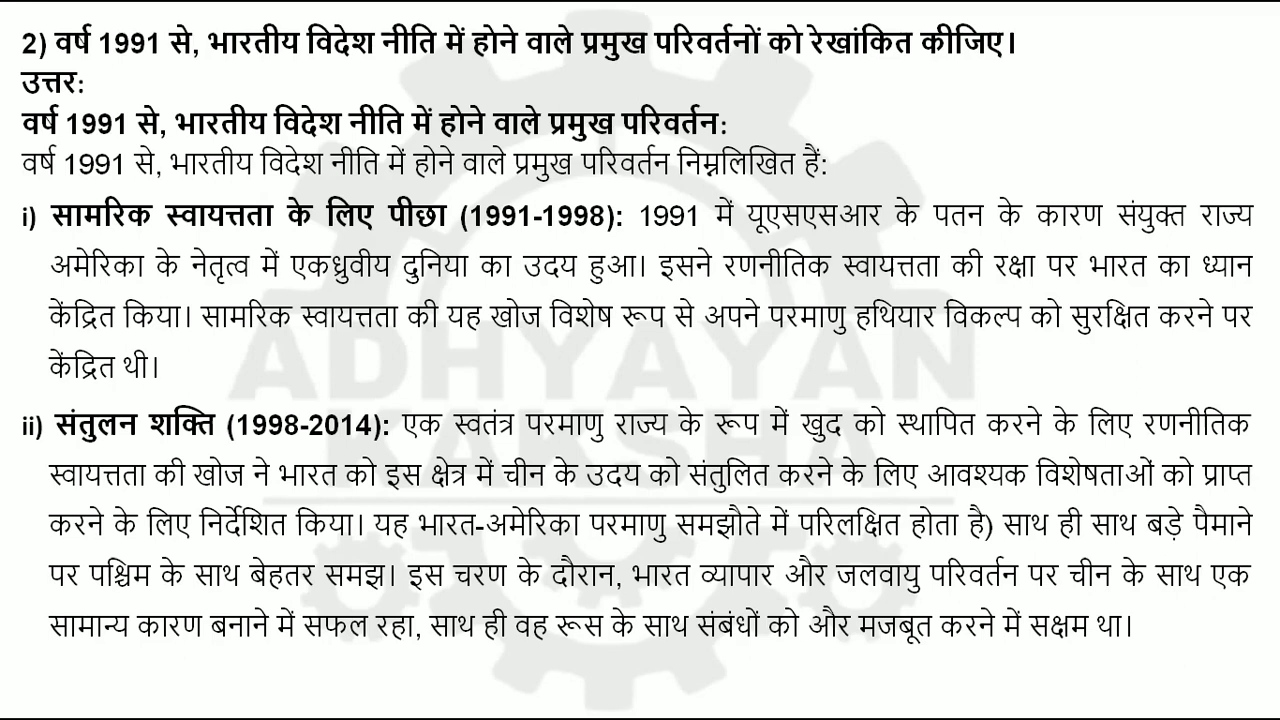 2) वर्ष 1991 से, भारतीय विदेश नीति में होने वाले प्रमुख परिवर्तनों को रेखांकित कीजिए।
उत्तर:
वर्ष 1991 से, भारतीय विदेश नीति में होने वाले प्रमुख परिवर्तन:
वर्ष 1991 से, भारतीय विदेश नीति में होने वाले प्रमुख परिवर्तन निम्नलिखित हैं:
i) सामरिक स्वायत्तता के लिए पीछा (1991-1998): 1991 में यूएसएसआर के पतन के कारण संयुक्त राज्य
अमेरिका के नेतृत्व में एकध्रुवीय दुनिया का उदय हुआ। इसने रणनीतिक स्वायत्तता की रक्षा पर भारत का ध्यान
केंद्रित किया। सामरिक स्वायत्तता की यह खोज विशेष रूप से अपने परमाणु हथियार विकल्प को सुरक्षित करने पर
केंद्रित थी।
ii) संतुलन शक्ति (1998-2014): एक स्वतंत्र परमाणु राज्य के रूप में खुद को स्थापित करने के लिए रणनीतिक
स्वायत्तता की खोज ने भारत को इस क्षेत्र में चीन के उदय को संतुलित करने के लिए आवश्यक विशेषताओं को प्राप्त
करने के लिए निर्देशित किया। यह भारत-अमेरिका परमाणु समझौते में परिलक्षित होता है) साथ ही साथ बड़े पैमाने
पर पश्चिम के साथ बेहतर समझ। इस चरण के दौरान, भारत व्यापार और जलवायु परिवर्तन पर चीन के साथ एक
सामान्य कारण बनाने में सफल रहा, साथ ही वह रूस के साथ संबंधों को और मजबूत करने में सक्षम था।
ADHYAYAN
RAKSHA